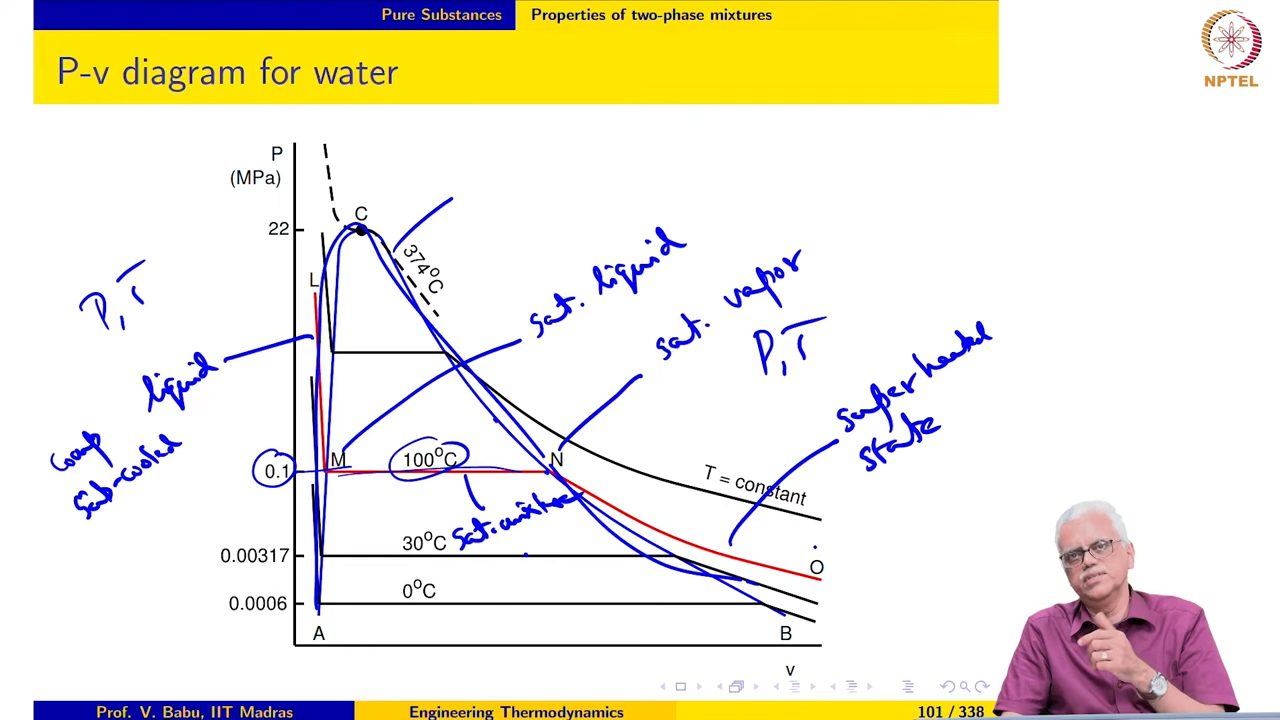 Pure Substances
Properties of two-phase mixtures
P-v diagram for water
NPTEL
P
(MPa)
22
C
374°C
L
P, T
sat. liquid
sat. vapor
P, T
liquid
comp
sub-cooled
super heated
state
0.1
M
100°C
N
T = constant
sat. mixture
30°C
0.00317
O
0°C
0.0006
A
B
v
Prof. V. Babu, IIT Madras
Engineering Thermodynamics
101 / 338